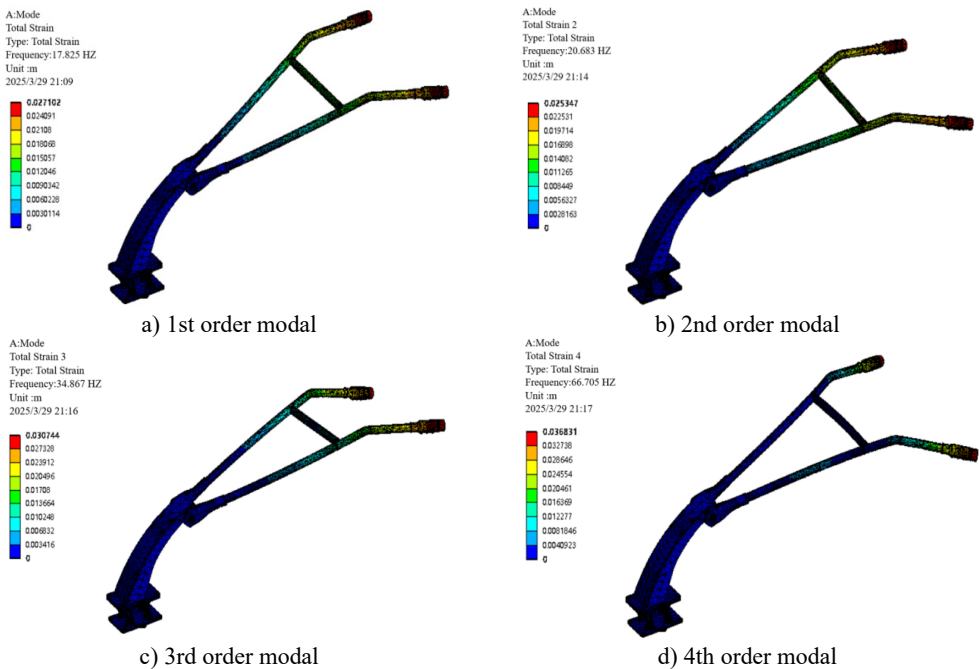 A:Mode
Total Strain
Type: Total Strain
Frequency:17.825 HZ
Unit :m
2025/3/29 21:09
0.027102
0.024091
0.02108
0.018068
0.015057
0.012046
0.0090342
0.0060228
0.0030114
0
a) 1st order modal
A:Mode
Total Strain 2
Type: Total Strain
Frequency:20.683 HZ
Unit :m
2025/3/29 21:14
0.025347
0.022531
0.019714
0.016898
0.014082
0.011265
0.008449
0.0056327
0.0028163
0
b) 2nd order modal
A:Mode
Total Strain 3
Type: Total Strain
Frequency:34.867 HZ
Unit :m
2025/3/29 21:16
0.030744
0.027328
0.023912
0.020496
0.01708
0.013664
0.010248
0.006832
0.003416
0
c) 3rd order modal
A:Mode
Total Strain 4
Type: Total Strain
Frequency:66.705 HZ
Unit :m
2025/3/29 21:17
0.036831
0.032738
0.028646
0.024554
0.020461
0.016369
0.012277
0.0081846
0.0040923
0
d) 4th order modal